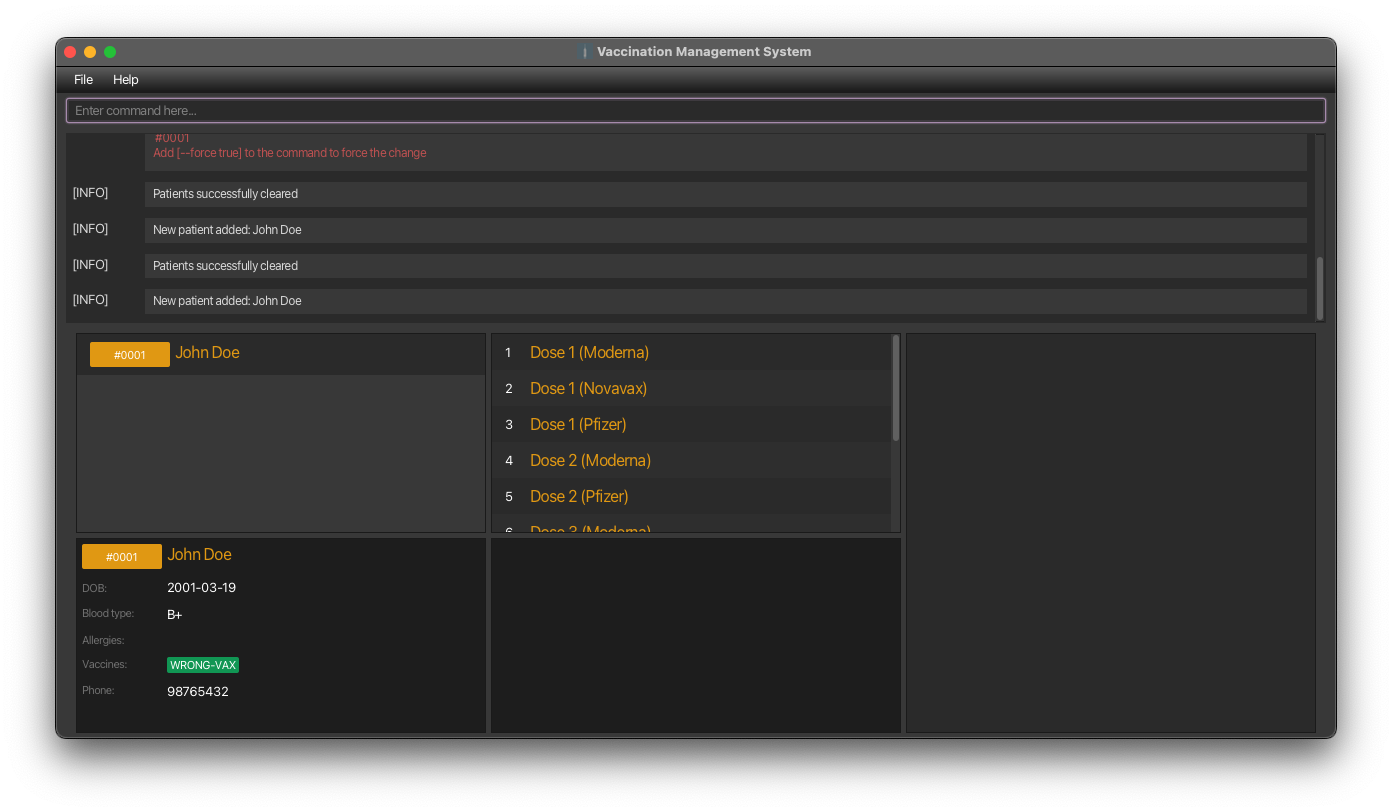 Vaccination Management System
File Help
Enter command here...
#0001
Add [--force true] to the command to force the change
[INFO] Patients successfully cleared
[INFO] New patient added: John Doe
[INFO] Patients successfully cleared
[INFO] New patient added: John Doe
#0001 John Doe
1 Dose 1 (Moderna)
2 Dose 1 (Novavax)
3 Dose 1 (Pfizer)
4 Dose 2 (Moderna)
5 Dose 2 (Pfizer)
6 Dose 3 (Moderna)
#0001 John Doe
DOB: 2001-03-19
Blood type: B+
Allergies:
Vaccines: WRONG-VAX
Phone: 98765432